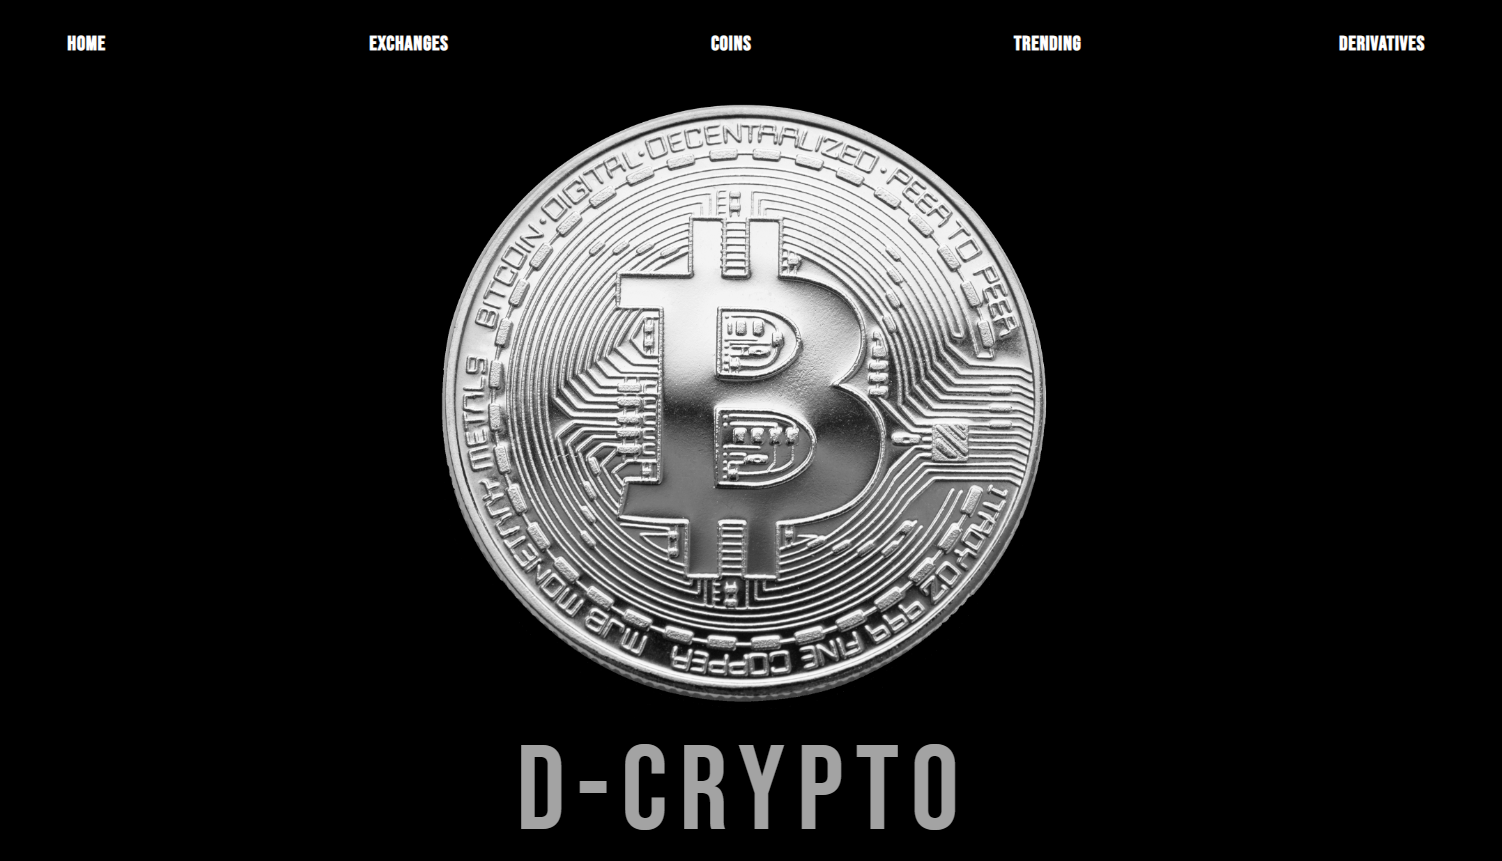 HOME EXCHANGES COINS TRENDING DERIVATIVES
BITCOIN · DIGITAL · DECENTRALIZED · PEER TO PEER
1 TROY OZ 999 FINE COPPER MJB MONETARY METALS
D-CRYPTO